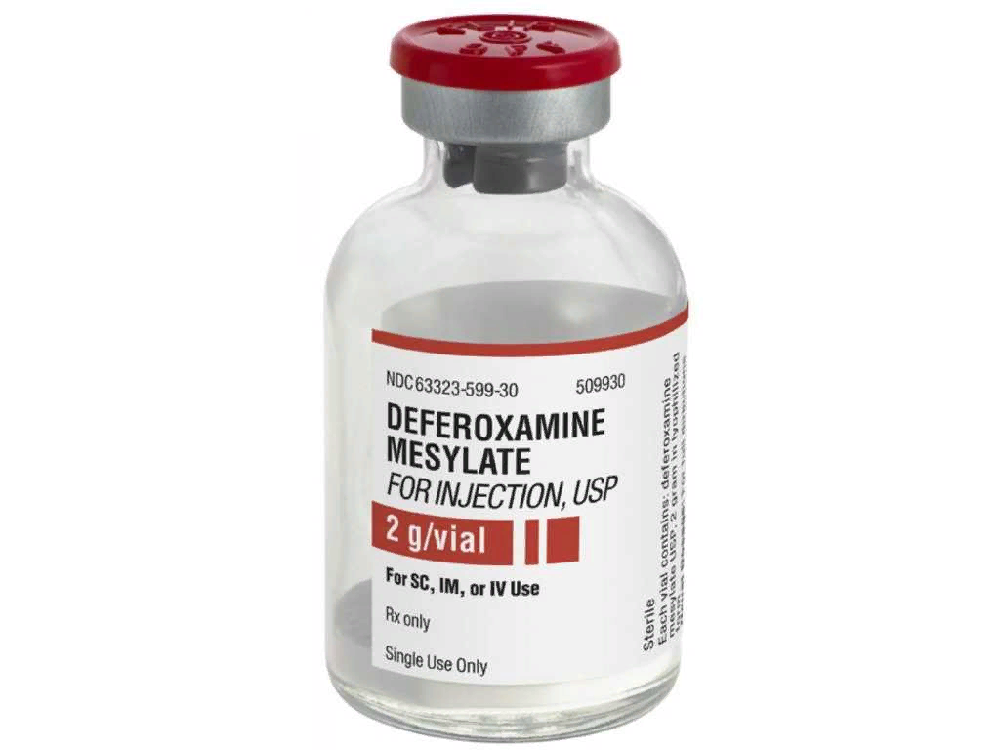 NDC 63323-599-30 509930
DEFEROXAMINE
MESYLATE
FOR INJECTION, USP
2 g/vial
For SC, IM, or IV Use
Rx only
Single Use Only
Sterile
Each vial contains: deferoxamine
mesylate USP, 2 gram in lyophilized